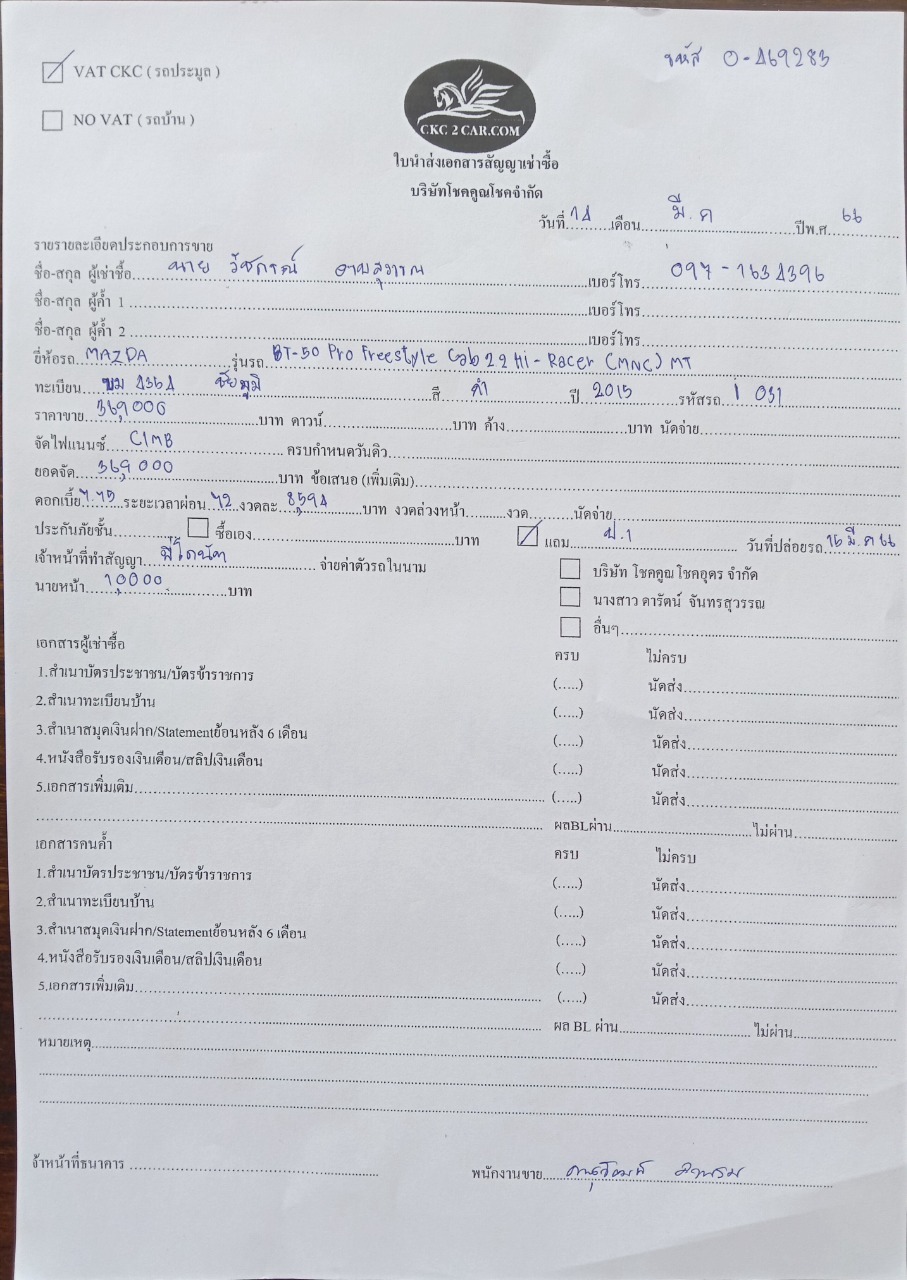 VAT CKC ( รถประมูล )
รหัส 0-469283
NO VAT ( รถบ้าน )
CKC 2 CAR.COM
ใบนำส่งเอกสารสัญญาเช่าซื้อ
บริษัทโชคคูณโชคจำกัด
วันที่ 14 เดือน มี.ค ปีพ.ศ. 66
รายรายละเอียดประกอบการขาย
ชื่อ-สกุล ผู้เช่าซื้อ นาย เบอร์โทร 097-1634396
ชื่อ-สกุล ผู้ค้ำ 1 เบอร์โทร
ชื่อ-สกุล ผู้ค้ำ 2 เบอร์โทร
ยี่ห้อรถ MAZDA รุ่นรถ BT-50 Pro Freestyle Cab 2.2 Hi-Racer (MNC) MT
ทะเบียน 4354 ชัยภูมิ สี ดำ ปี 2015 รหัสรถ 031
ราคาขาย 369,000 บาท ดาวน์ บาท ค้าง บาท นัดจ่าย
จัดไฟแนนซ์ CIMB ครบกำหนดวันคิว
ยอดจัด 369,000 บาท ข้อเสนอ (เพิ่มเติม)
ดอกเบี้ย ระยะเวลาผ่อน 72 งวดละ 8,594 บาท งวดล่วงหน้า งวด นัดจ่าย
ประกันภัยชั้น ซื้อเอง บาท แถม ป.1 วันที่ปล่อยรถ 16 มี.ค 66
เจ้าหน้าที่ทำสัญญา จ่ายค่าตัวรถในนาม บริษัท โชคคูณโชคอุดร จำกัด
นายหน้า 10,000 บาท นางสาว ดารัตน์ จันทรสุวรรณ
อื่นๆ
เอกสารผู้เช่าซื้อ ครบ ไม่ครบ
1.สำเนาบัตรประชาชน/บัตรข้าราชการ (.....) นัดส่ง
2.สำเนาทะเบียนบ้าน (.....) นัดส่ง
3.สำเนาสมุดเงินฝาก/Statementย้อนหลัง 6 เดือน (.....) นัดส่ง
4.หนังสือรับรองเงินเดือน/สลิปเงินเดือน (.....) นัดส่ง
5.เอกสารเพิ่มเติม (.....) นัดส่ง
ผลBLผ่าน ไม่ผ่าน
เอกสารคนค้ำ ครบ ไม่ครบ
1.สำเนาบัตรประชาชน/บัตรข้าราชการ (.....) นัดส่ง
2.สำเนาทะเบียนบ้าน (.....) นัดส่ง
3.สำเนาสมุดเงินฝาก/Statementย้อนหลัง 6 เดือน (.....) นัดส่ง
4.หนังสือรับรองเงินเดือน/สลิปเงินเดือน (.....) นัดส่ง
5.เอกสารเพิ่มเติม (.....) นัดส่ง
ผล BL ผ่าน ไม่ผ่าน
หมายเหตุ
จ้าหน้าที่ธนาคาร
พนักงานขาย